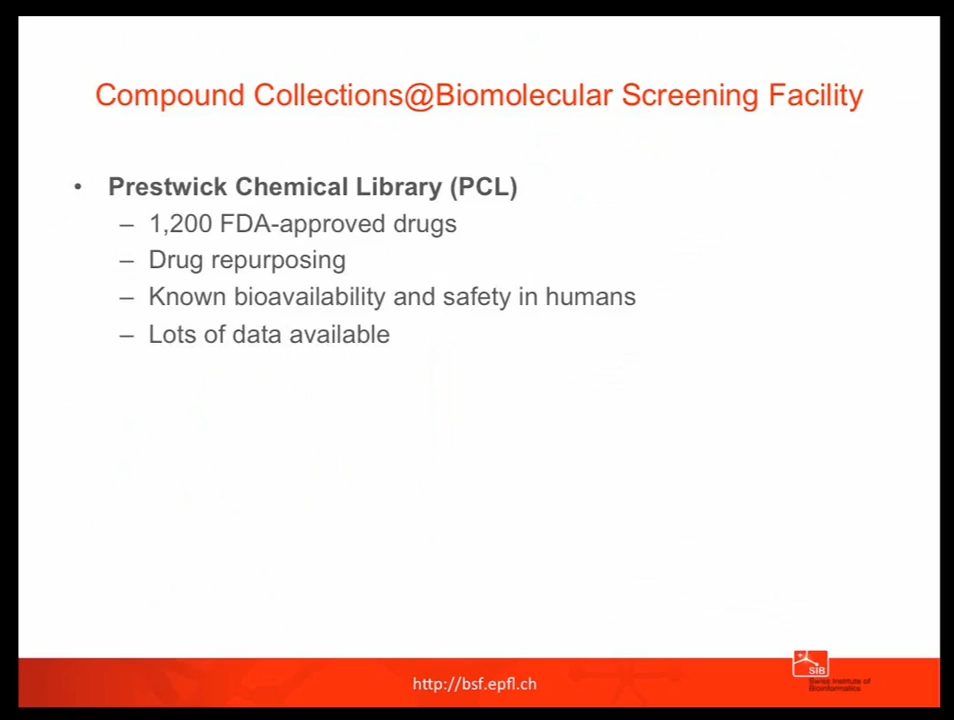 Compound Collections@Biomolecular Screening Facility
• Prestwick Chemical Library (PCL)
– 1,200 FDA-approved drugs
– Drug repurposing
– Known bioavailability and safety in humans
– Lots of data available
http://bsf.epfl.ch
SIB
Swiss Institute of
Bioinformatics